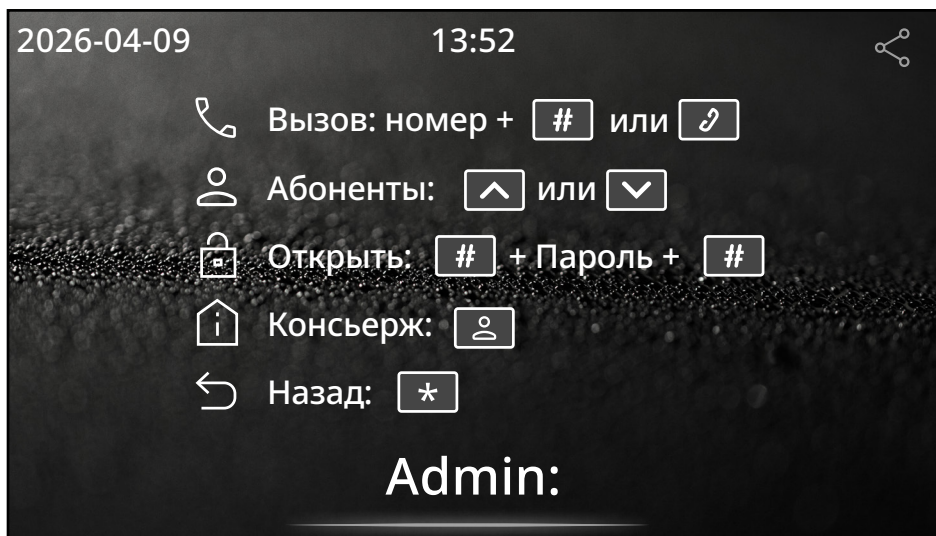 2026-04-09 13:52
Вызов: номер + # или
Абоненты: или
Открыть: # + Пароль + #
Консьерж:
Назад: *
Admin: